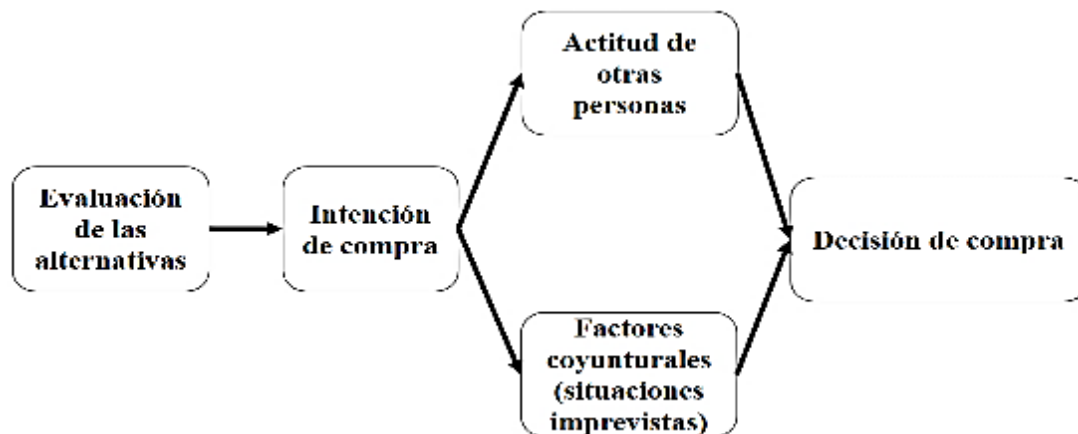 Evaluación
de las
alternativas
Intención
de compra
Actitud de
otras
personas
Factores
coyunturales
(situaciones
imprevistas)
Decisión de compra